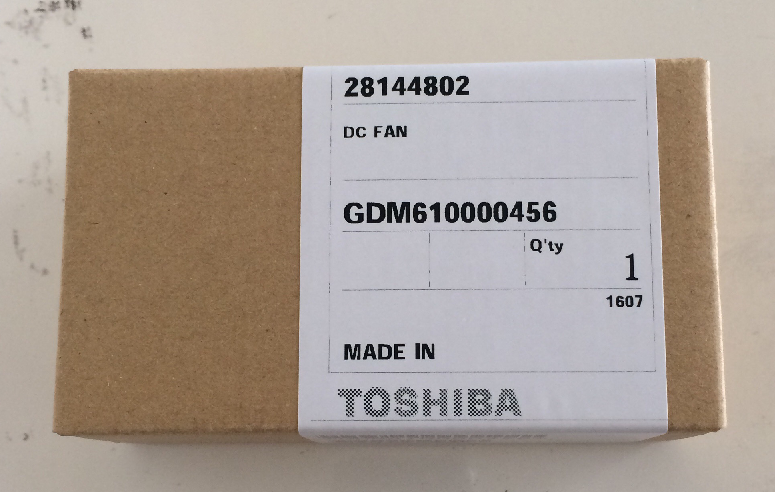 28144802
DC FAN
GDM610000456
Q'ty
1
1607
MADE IN
TOSHIBA